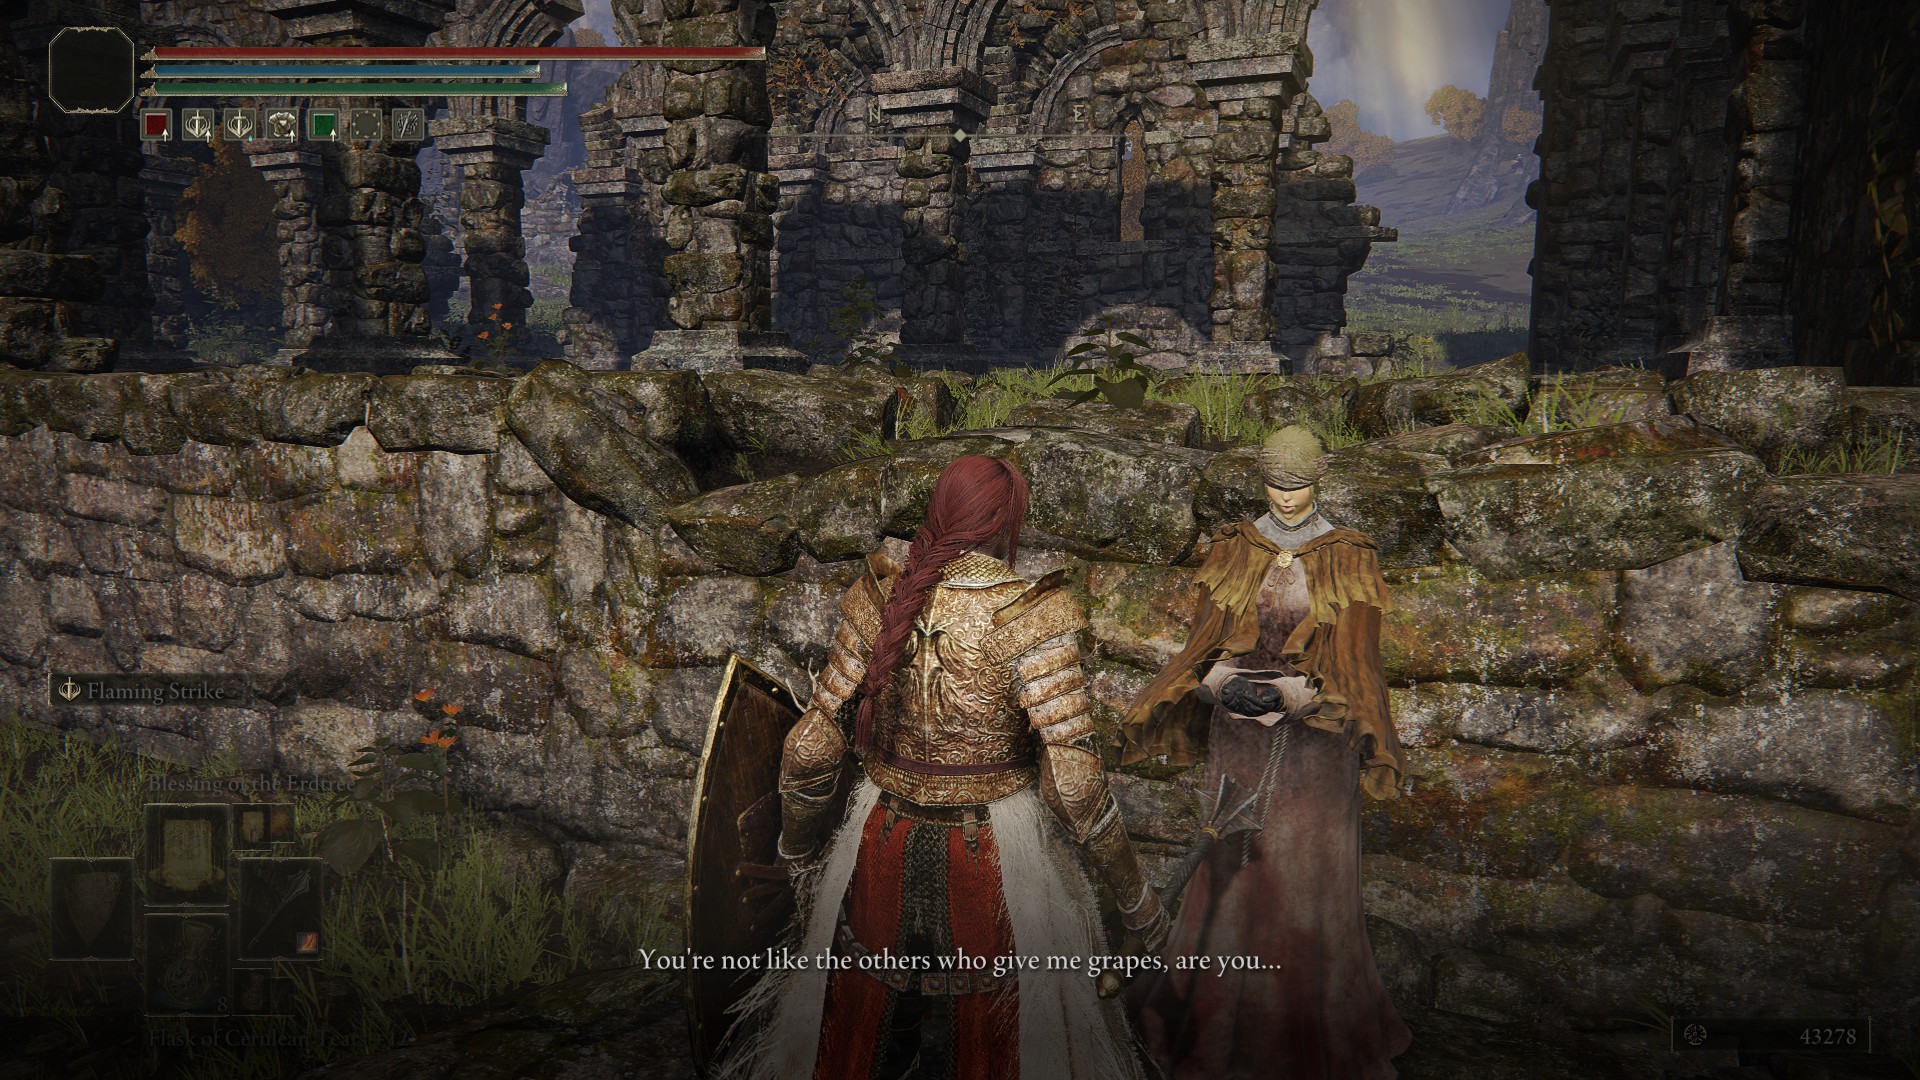 N
E
Flaming Strike
Blessing of the Erdtree
You're not like the others who give me grapes, are you...
8
Flask of Cerulean Tears +12
43278